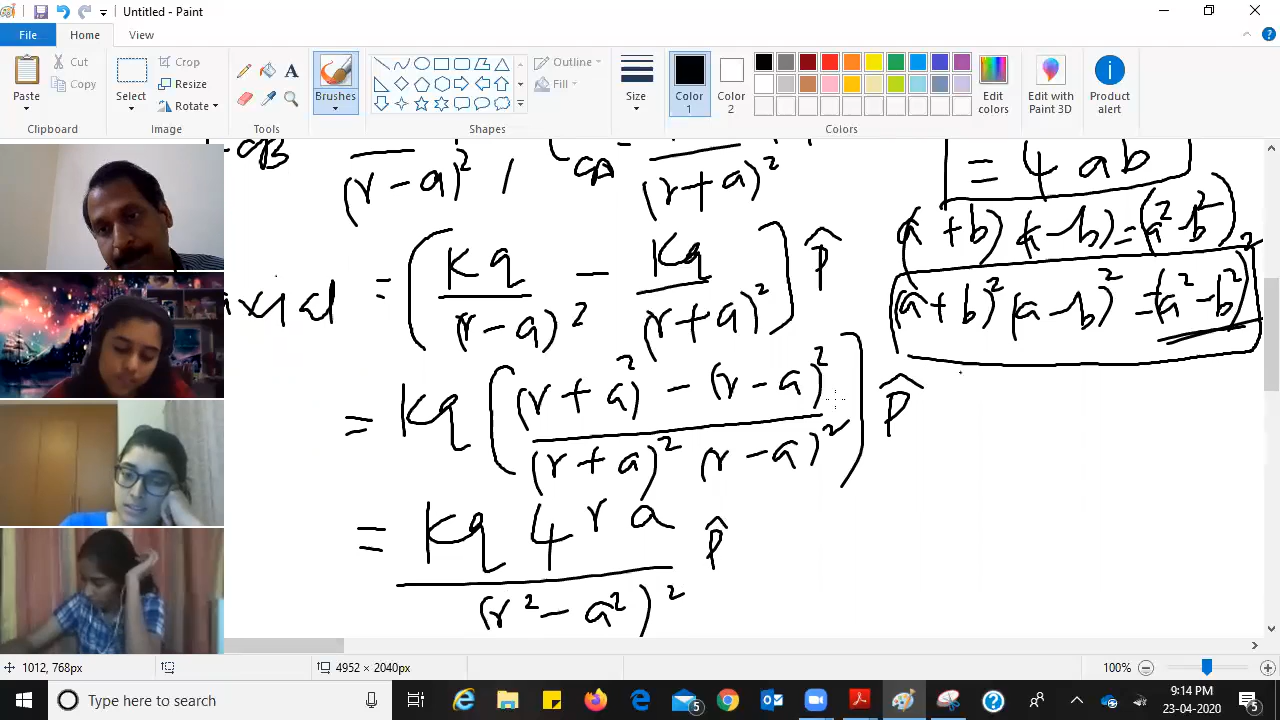 Untitled - Paint
File Home View
Paste Cut Copy Clipboard
Select Crop Resize Rotate Image
Tools
Brushes
Shapes Outline Fill
Size
Color 1 Color 2 Edit colors Colors
Edit with Paint 3D
Product alert
(r-a)², (r+a)²
= 4ab
(a+b)(a-b)=(a²-b²)
axial = (Kq/(r-a)² - Kq/(r+a)²] P̂
(a+b)²(a-b)² = (a²-b²)²
= Kq [((r+a)² - (r-a)²)/((r+a)² (r-a)²)] P̂
= Kq 4ra/(r²-a²)² P̂
1012, 768px
4952 × 2040px
100%
Type here to search
5
9:14 PM
23-04-2020
5